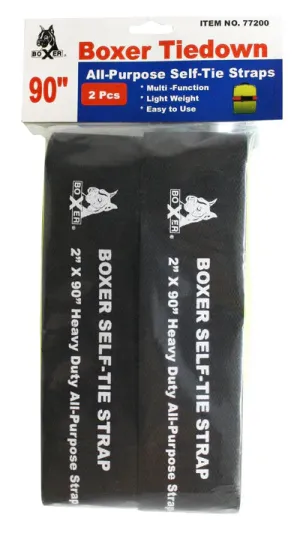 ITEM NO. 77200
BOXER
Boxer Tiedown
90"
All-Purpose Self-Tie Straps
2 Pcs
* Multi -Function
* Light Weight
* Easy to Use
BOXER ®
BOXER SELF-TIE STRAP
2" X 90" Heavy Duty All-Purpose Strap
BOXER ®
BOXER SELF-TIE STRAP
2" X 90" Heavy Duty All-Purpose Strap